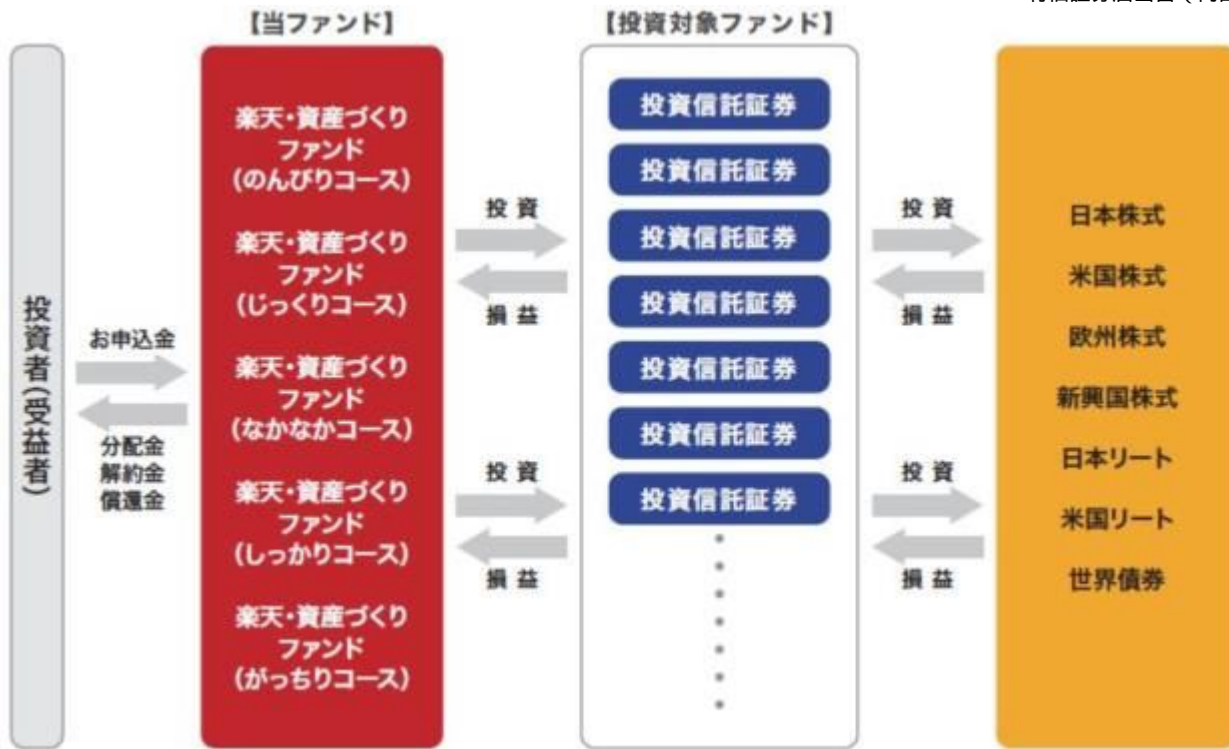 【当ファンド】
【投資対象ファンド】
投資者(受益者)
お申込金
分配金
解約金
償還金
楽天・資産づくり
ファンド
(のんびりコース)
楽天・資産づくり
ファンド
(じっくりコース)
楽天・資産づくり
ファンド
(なかなかコース)
楽天・資産づくり
ファンド
(しっかりコース)
楽天・資産づくり
ファンド
(がっちりコース)
投資
損益
投資
損益
投資信託証券
投資信託証券
投資信託証券
投資信託証券
投資信託証券
投資信託証券
投資信託証券
投資
損益
投資
損益
日本株式
米国株式
欧州株式
新興国株式
日本リート
米国リート
世界債券